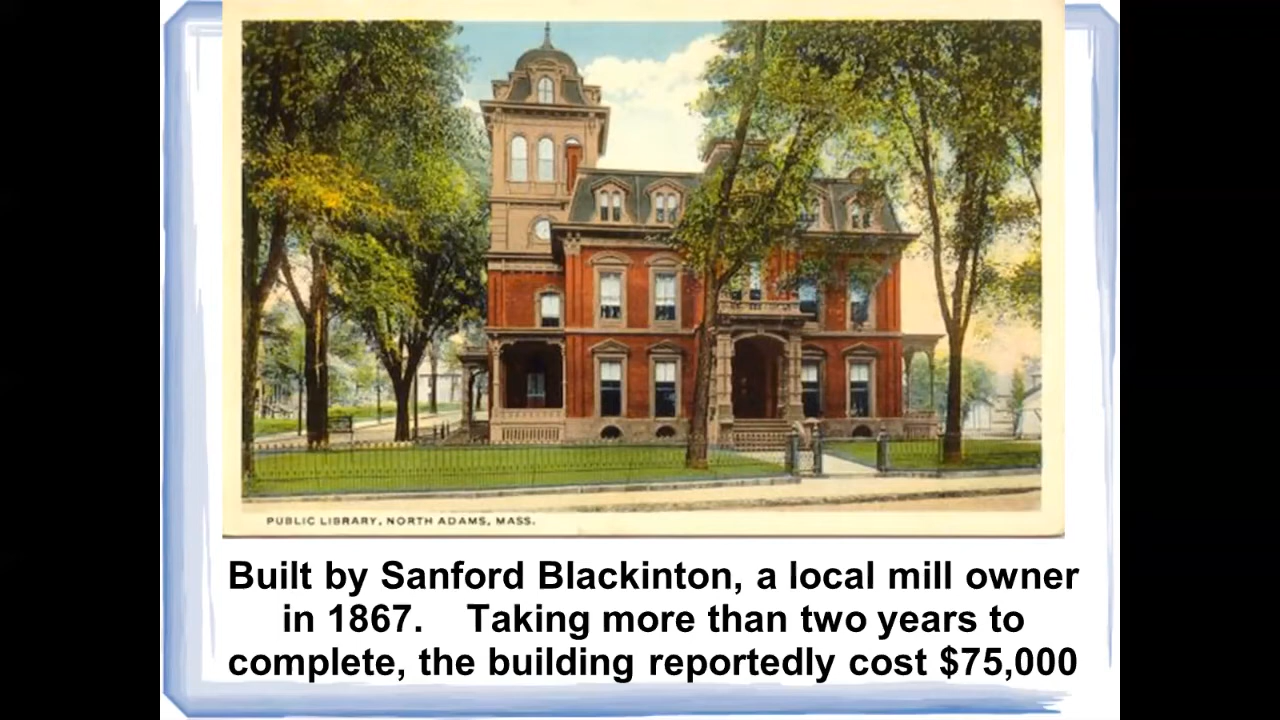 PUBLIC LIBRARY, NORTH ADAMS, MASS.
Built by Sanford Blackinton, a local mill owner
in 1867. Taking more than two years to
complete, the building reportedly cost $75,000